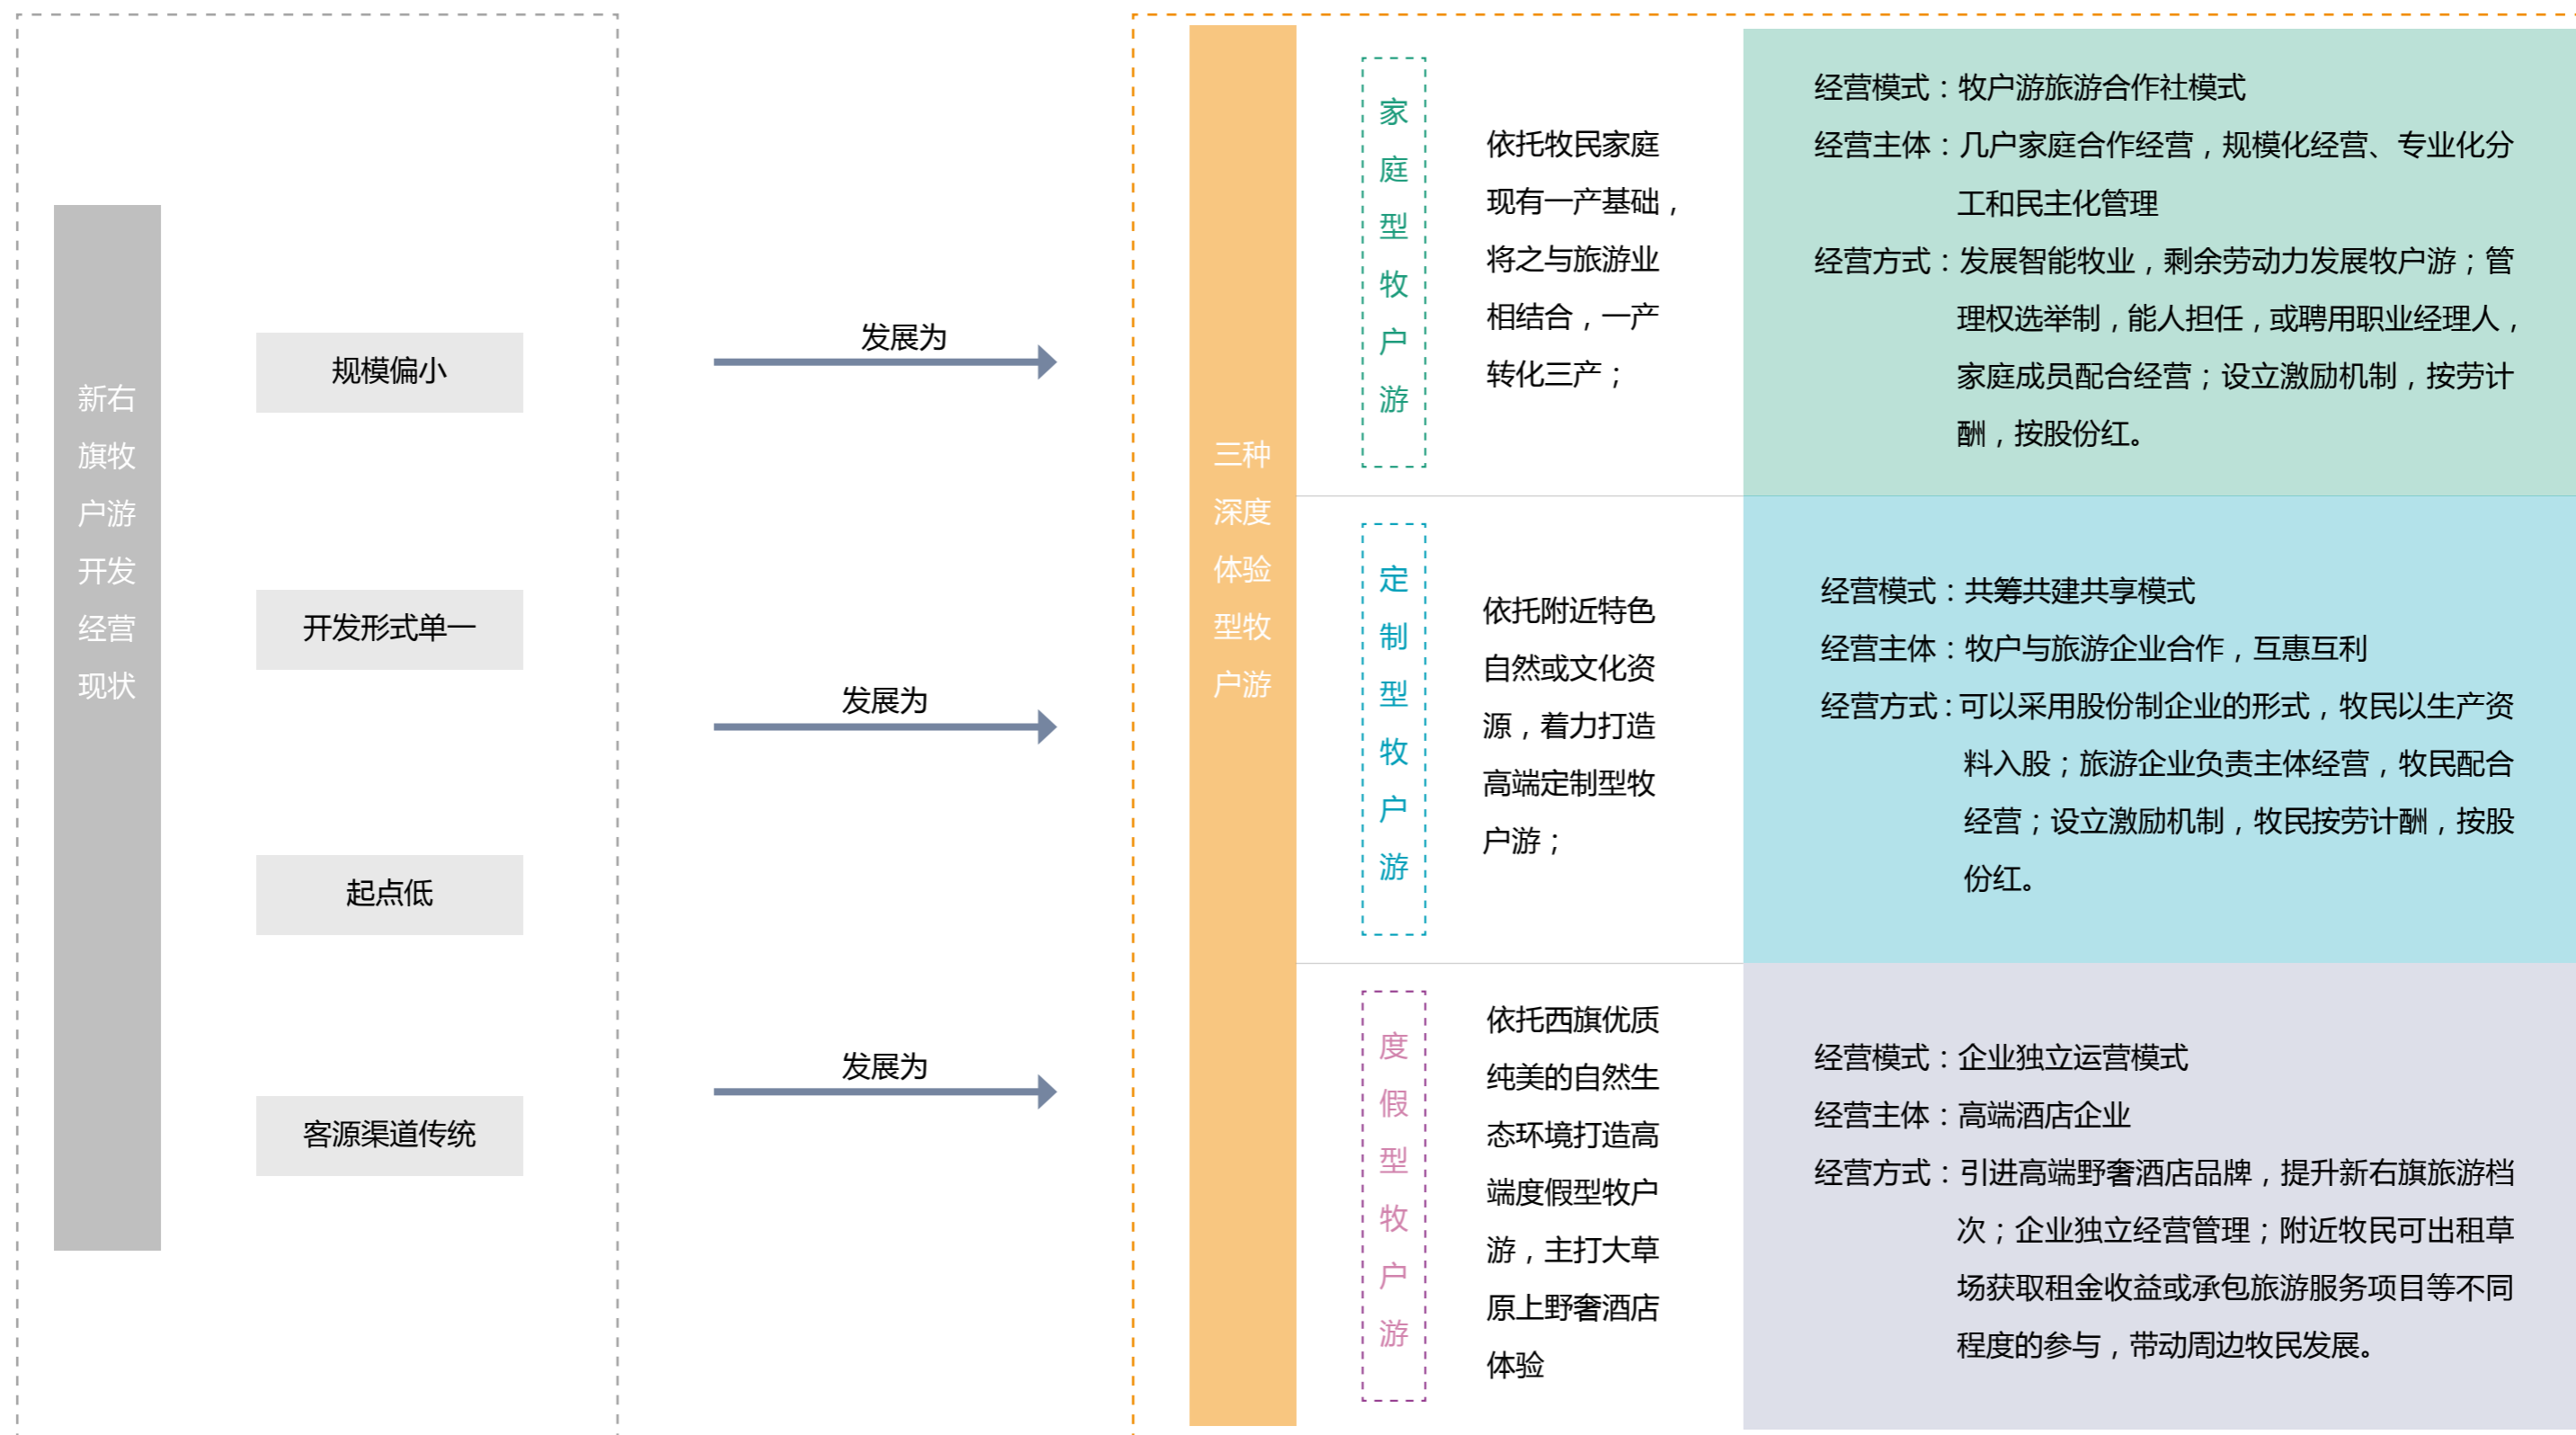 新右
旗牧
户游
开发
经营
现状
规模偏小
开发形式单一
起点低
客源渠道传统
发展为
发展为
发展为
三种
深度
体验
型牧
户游
家
庭
型
牧
户
游
依托牧民家庭
现有一产基础，
将之与旅游业
相结合，一产
转化三产；
经营模式：牧户游旅游合作社模式
经营主体：几户家庭合作经营，规模化经营、专业化分
工和民主化管理
经营方式：发展智能牧业，剩余劳动力发展牧户游；管
理权选举制，能人担任，或聘用职业经理人，
家庭成员配合经营；设立激励机制，按劳计
酬，按股份红。
定
制
型
牧
户
游
依托附近特色
自然或文化资
源，着力打造
高端定制型牧
户游；
经营模式：共筹共建共享模式
经营主体：牧户与旅游企业合作，互惠互利
经营方式：可以采用股份制企业的形式，牧民以生产资
料入股；旅游企业负责主体经营，牧民配合
经营；设立激励机制，牧民按劳计酬，按股
份红。
度
假
型
牧
户
游
依托西旗优质
纯美的自然生
态环境打造高
端度假型牧户
游，主打大草
原上野奢酒店
体验
经营模式：企业独立运营模式
经营主体：高端酒店企业
经营方式：引进高端野奢酒店品牌，提升新右旗旅游档
次；企业独立经营管理；附近牧民可出租草
场获取租金收益或承包旅游服务项目等不同
程度的参与，带动周边牧民发展。